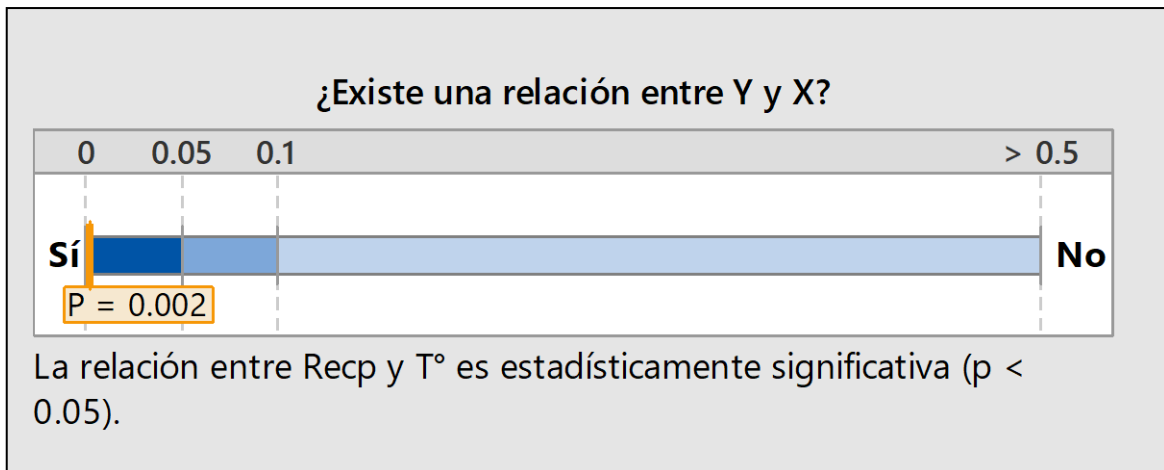 ¿Existe una relación entre Y y X?
0 0.05 0.1 > 0.5
Sí No
P = 0.002
La relación entre Recp y T° es estadísticamente significativa (p <
0.05).